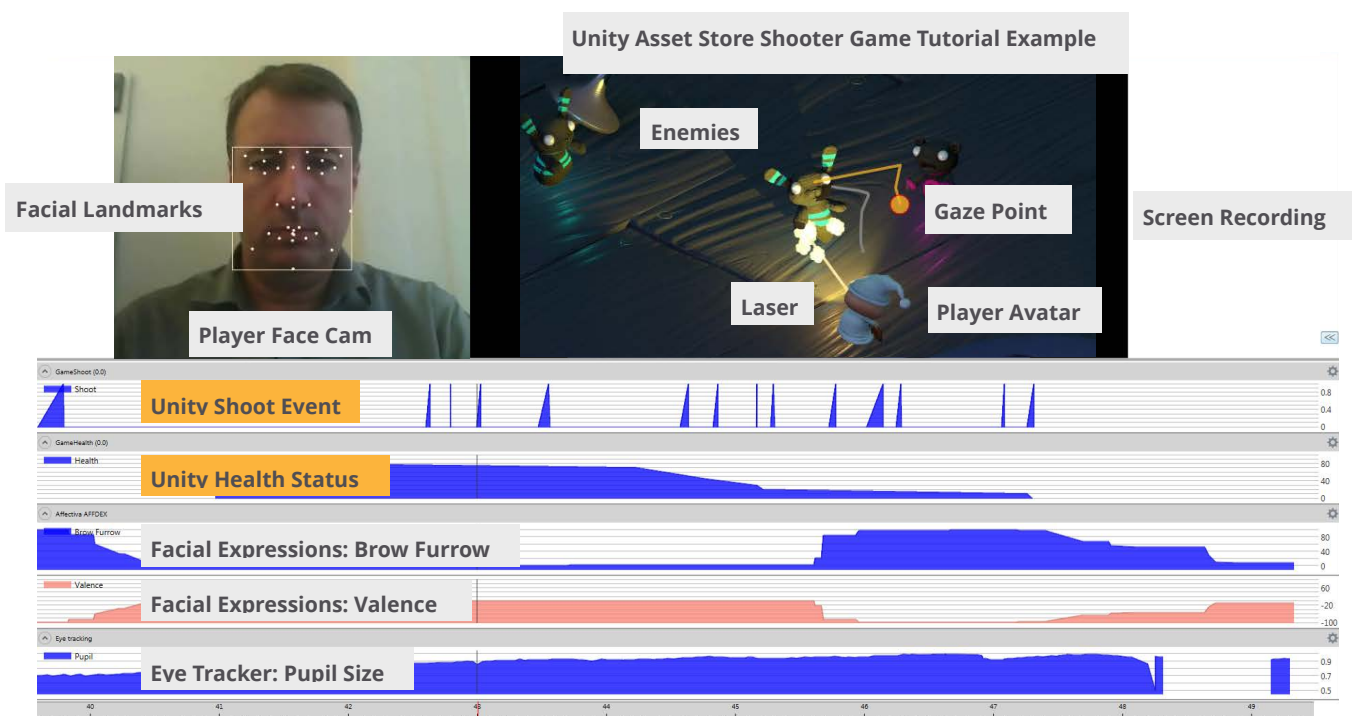 Unity Asset Store Shooter Game Tutorial Example
Enemies
Facial Landmarks
Gaze Point
Screen Recording
Laser
Player Avatar
Player Face Cam
GameShoot (0.0)
Shoot
Unity Shoot Event
0.8
0.4
0
GameHealth (0.0)
Health
Unity Health Status
80
40
0
Affectiva AFFDEX
Brow Furrow
Facial Expressions: Brow Furrow
80
40
0
Valence
Facial Expressions: Valence
60
-20
-100
Eye tracking
Pupil
Eye Tracker: Pupil Size
0.9
0.7
0.5
40 41 42 43 44 45 46 47 48 49